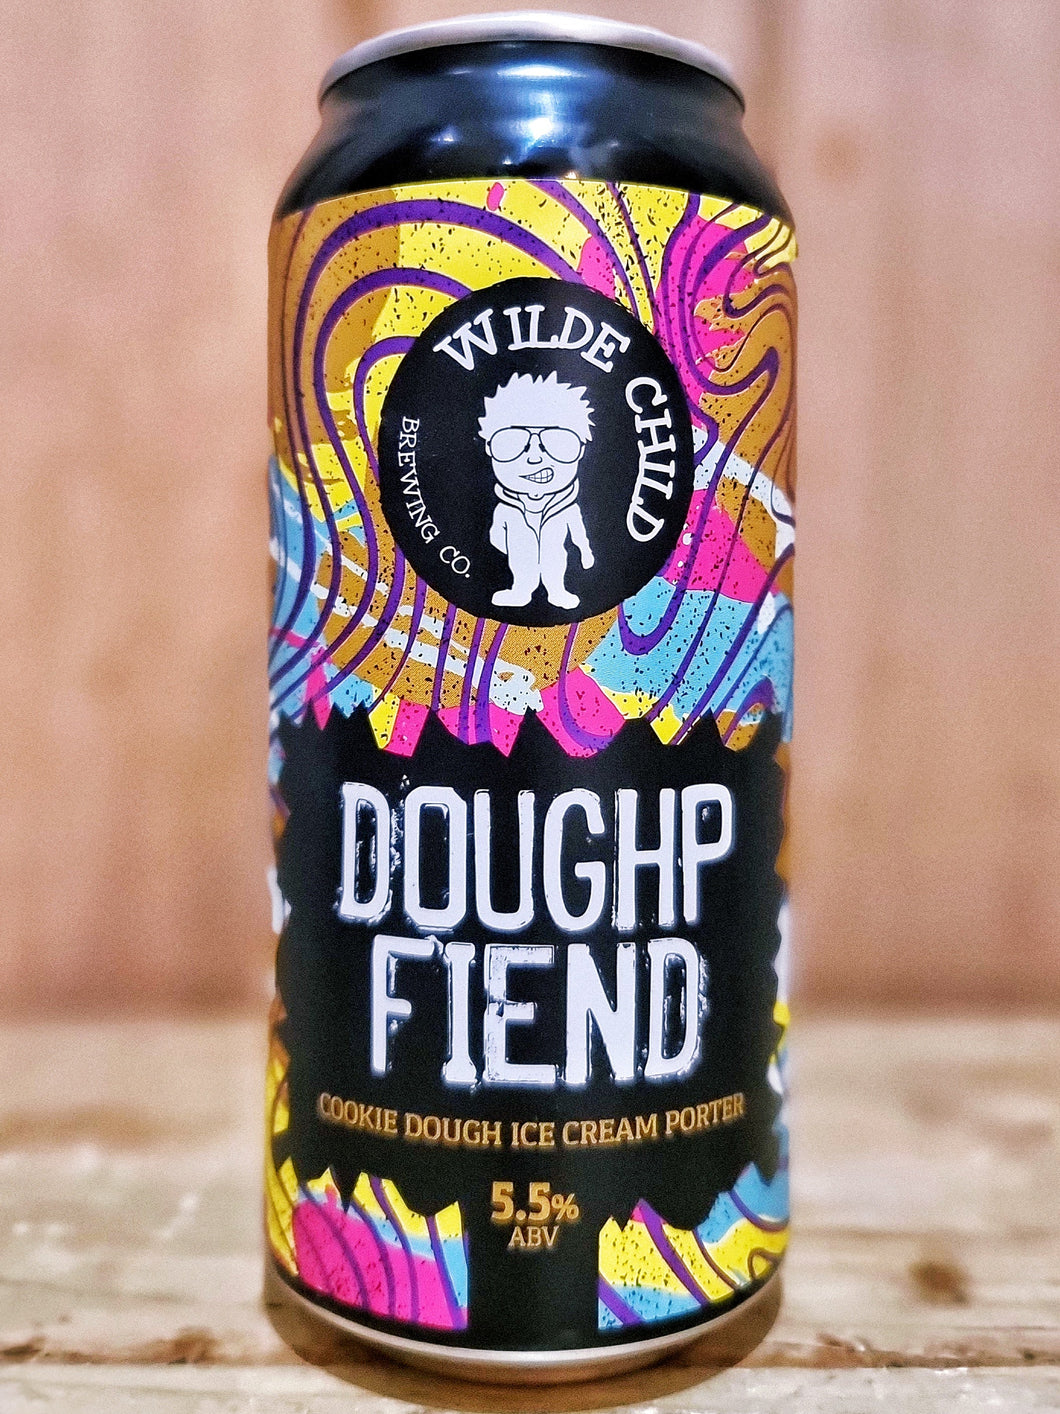 WILDE CHILD
BREWING CO.
DOUGHP
FIEND
COOKIE DOUGH ICE CREAM PORTER
5.5%
ABV